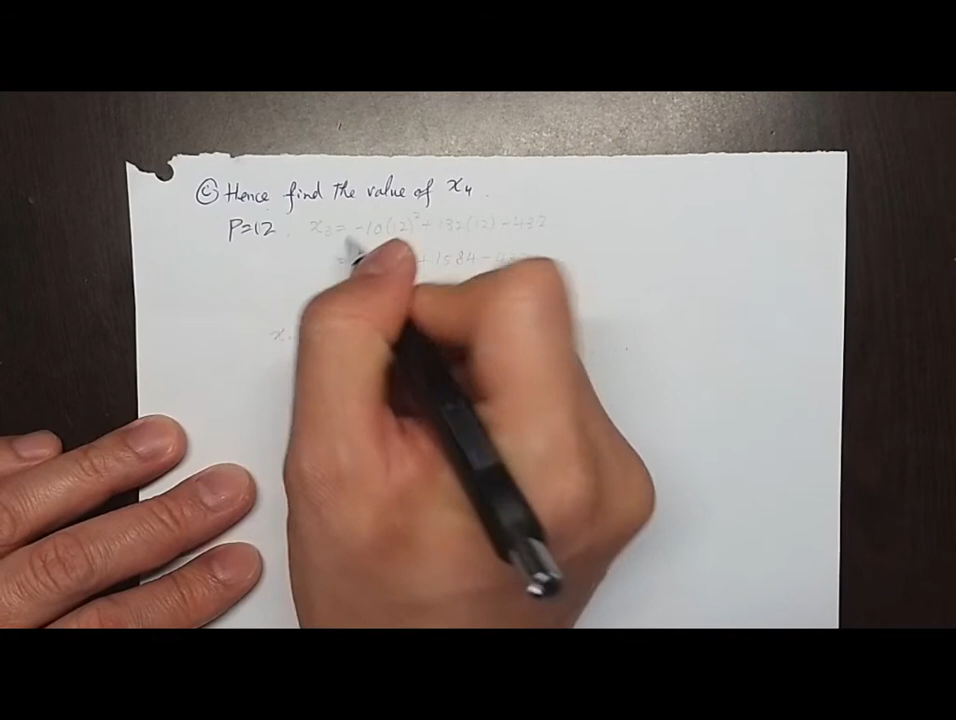 ⓒ Hence find the value of x₄.
P=12. x₃= -10(12)² + 132(12) - 432
= + 1584 - 
x